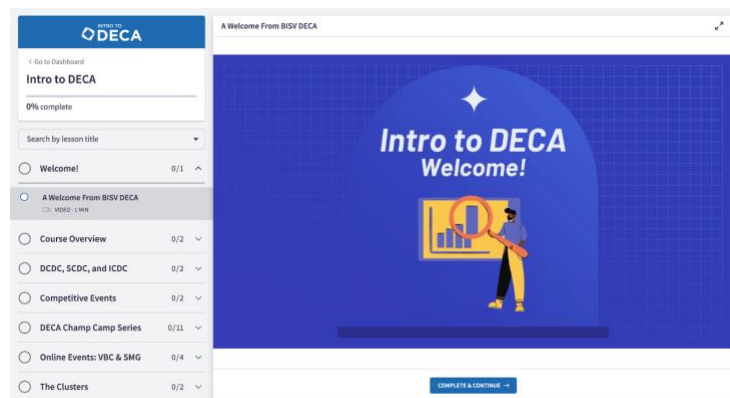 INTRO TO
DECA
< Go to Dashboard
Intro to DECA
0% complete
Search by lesson title
Welcome! 0/1
A Welcome From BISV DECA
VIDEO · 1 MIN
Course Overview 0/2
DCDC, SCDC, and ICDC 0/2
Competitive Events 0/2
DECA Champ Camp Series 0/11
Online Events: VBC & SMG 0/4
The Clusters 0/2
A Welcome From BISV DECA
Intro to DECA
Welcome!
COMPLETE & CONTINUE →